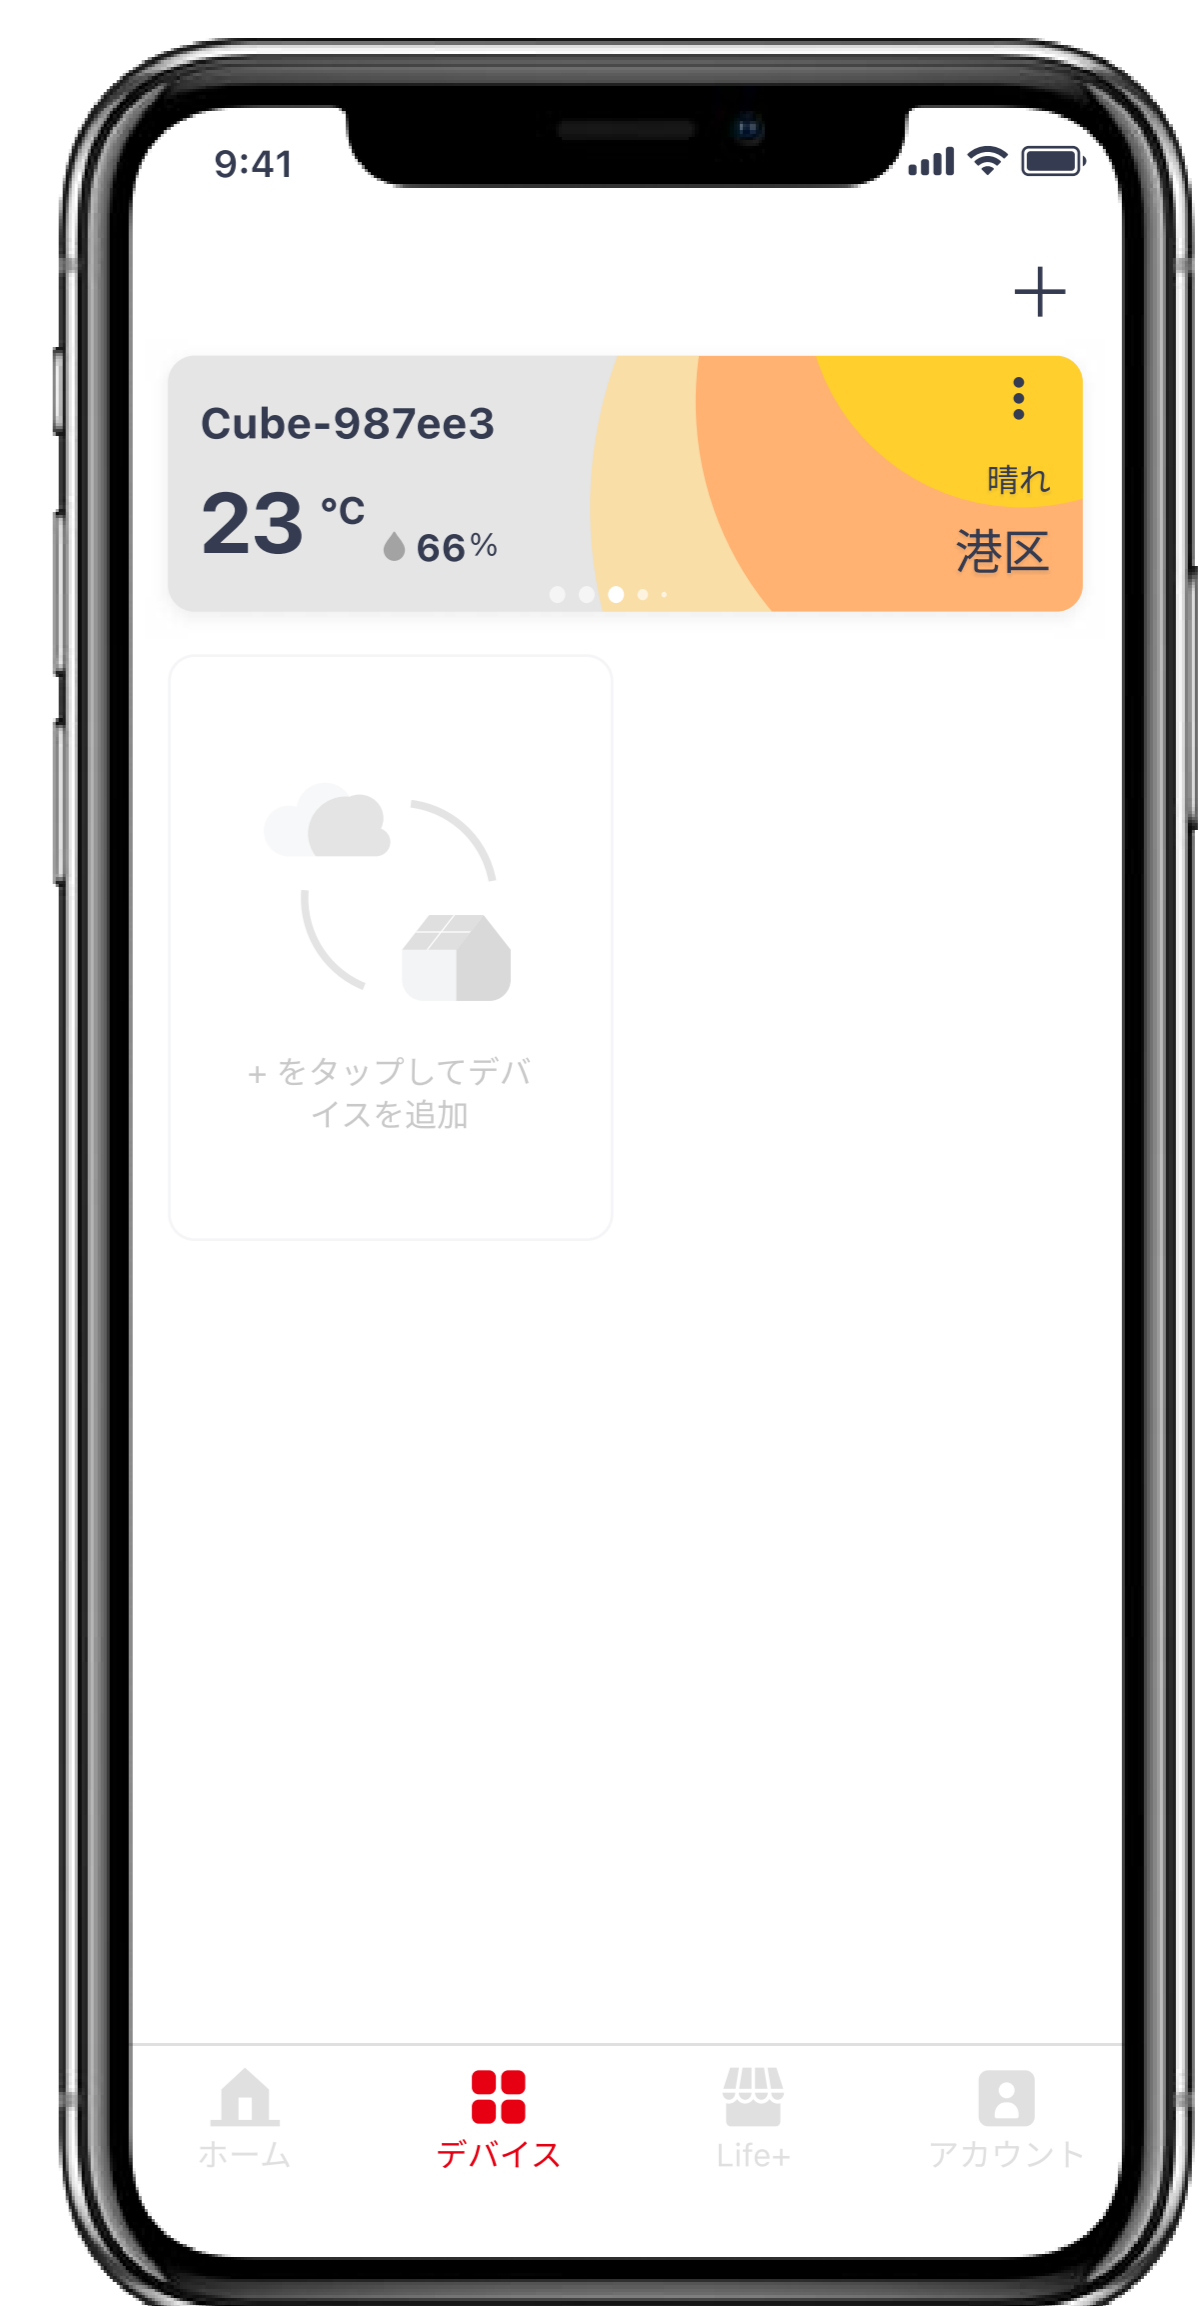 9:41
Cube-987ee3
晴れ
23 °C 66%
港区
+ をタップしてデバ
イスを追加
ホーム デバイス Life+ アカウント